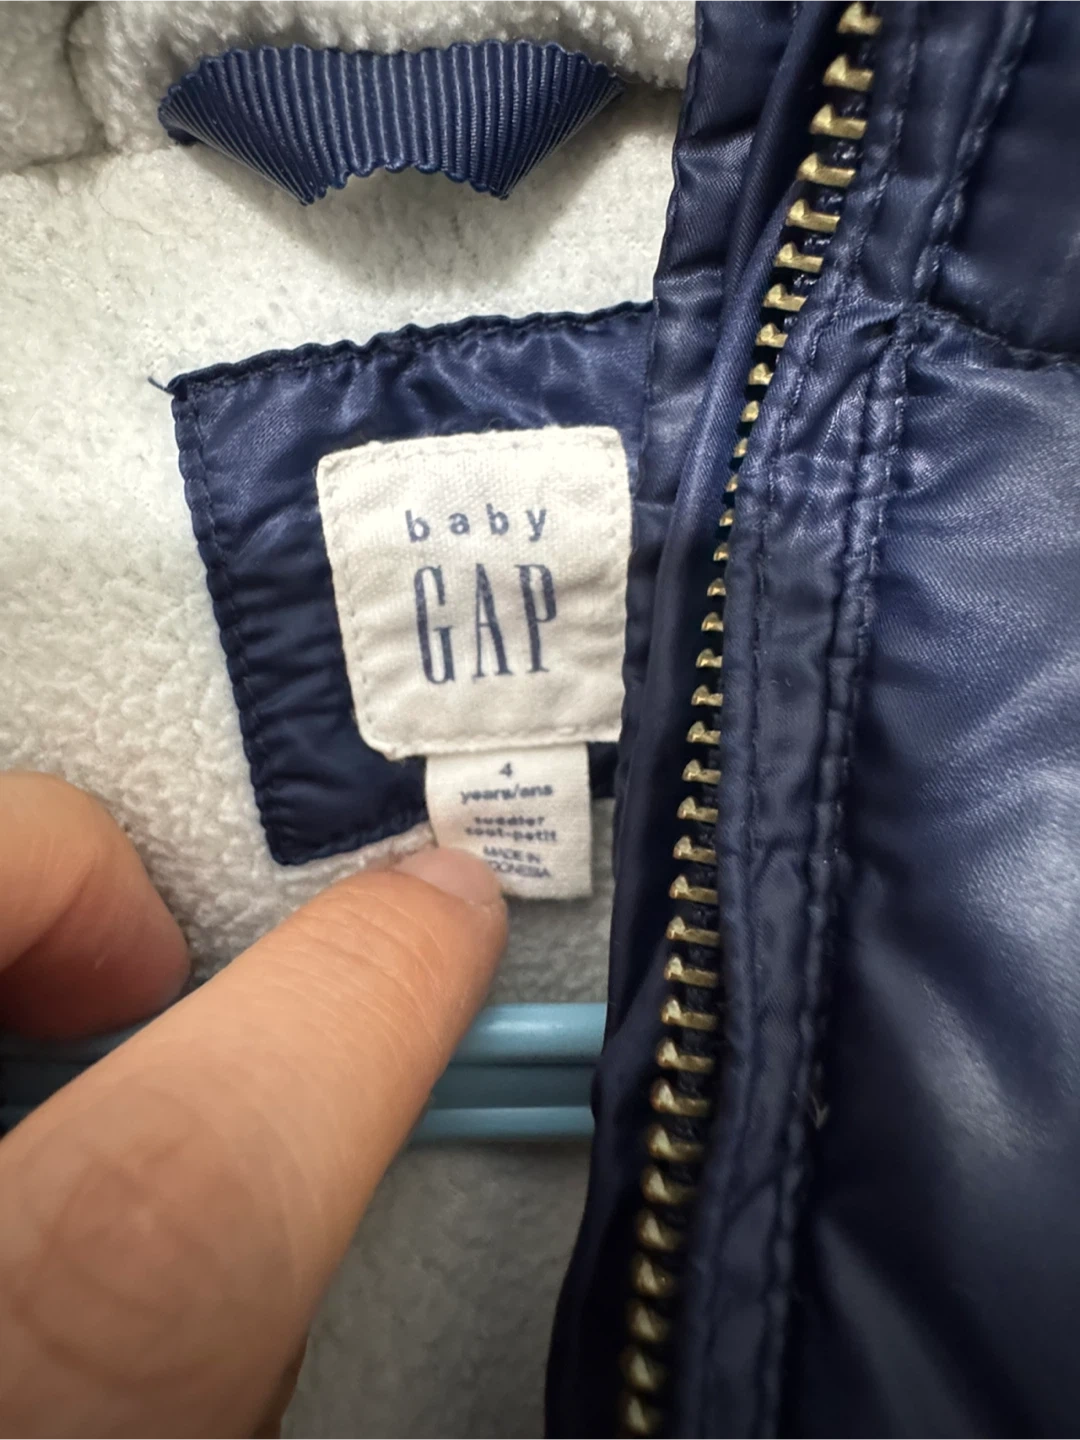 baby
GAP
4
years/ans
toddler
tout-petit
MADE IN